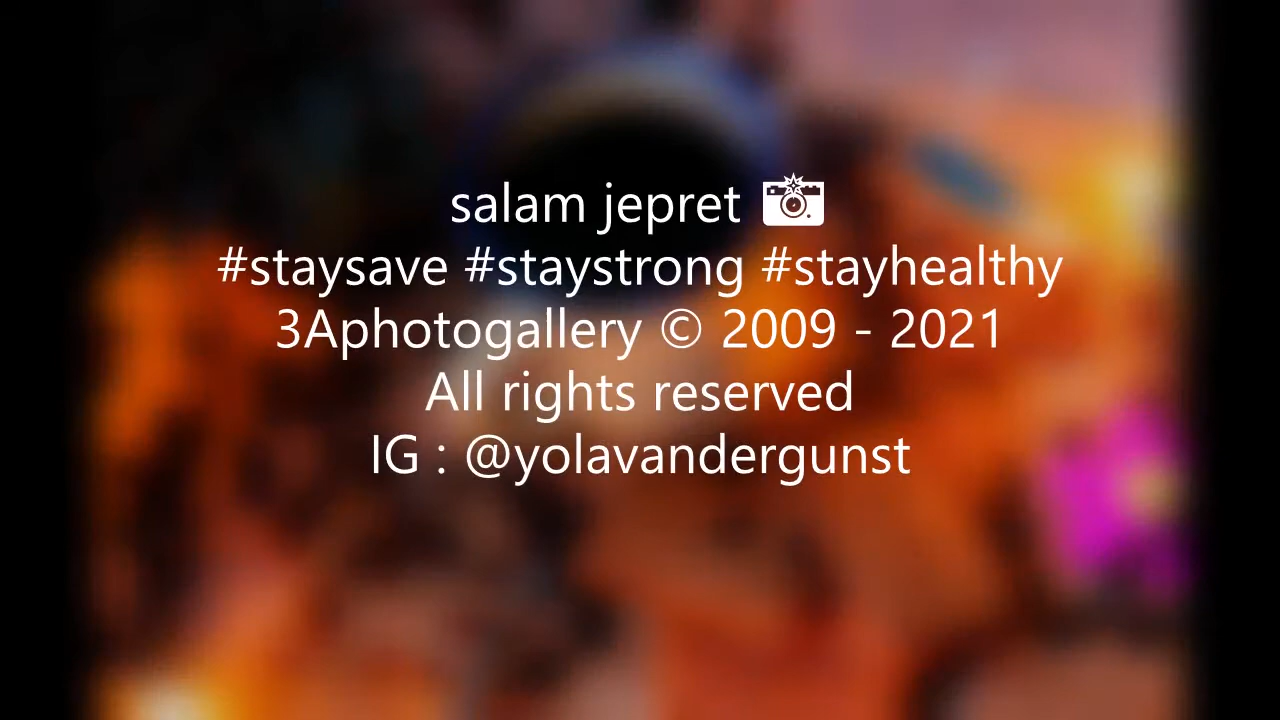 salam jepret 📸
#staysave #staystrong #stayhealthy
3Aphotogallery © 2009 - 2021
All rights reserved
IG : @yolavandergunst